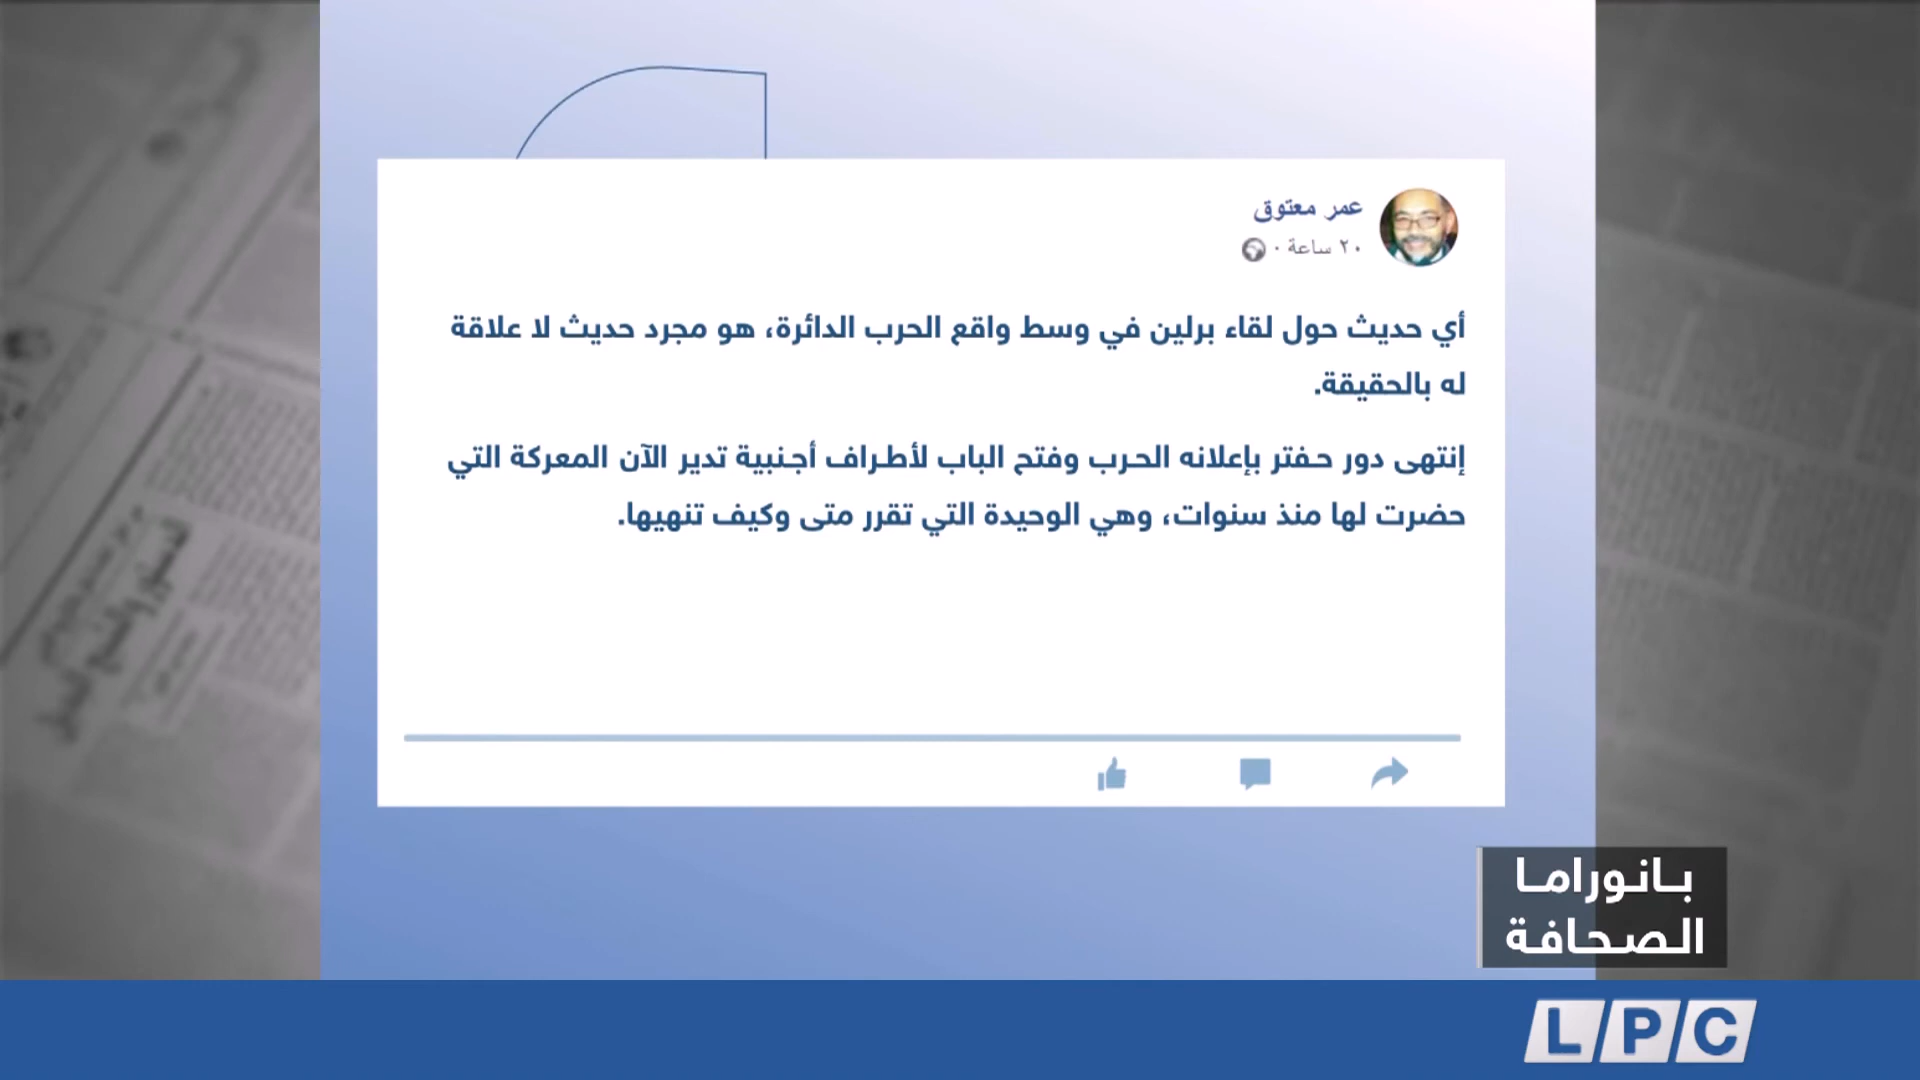 عمر معتوق
٢٠ ساعة ·
أي حديث حول لقاء برلين في وسط واقع الحرب الدائرة، هو مجرد حديث لا علاقة
له بالحقيقة.
إنتهى دور حفتر بإعلانه الحرب وفتح الباب لأطراف أجنبية تدير الآن المعركة التي
حضرت لها منذ سنوات، وهي الوحيدة التي تقرر متى وكيف تنهيها.
بانوراما
الصحافة
LPC